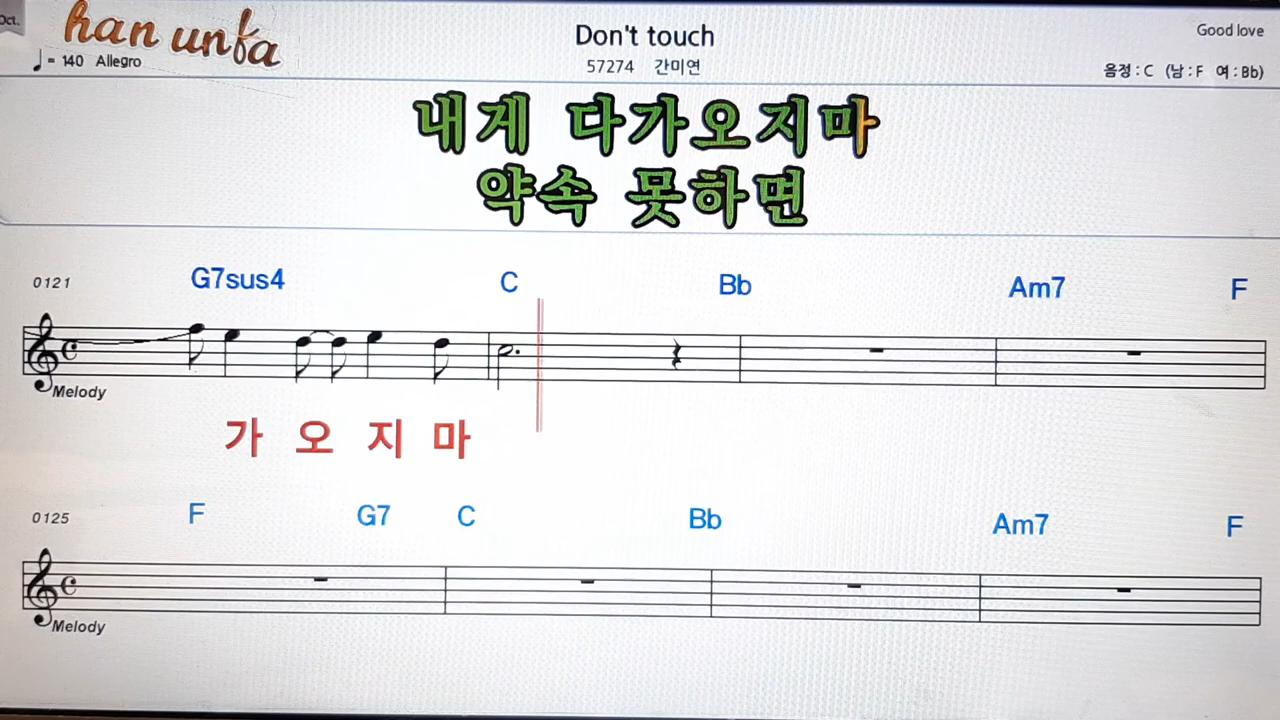 Oct.
han unfa
Don't touch
Good love
♩= 140 Allegro
57274 간미연
음정 : C (남 : F 여 : Bb)
내게 다가오지마
약속 못하면
0121 G7sus4 C Bb Am7 F
Melody
가 오 지 마
0125 F G7 C Bb Am7 F
Melody